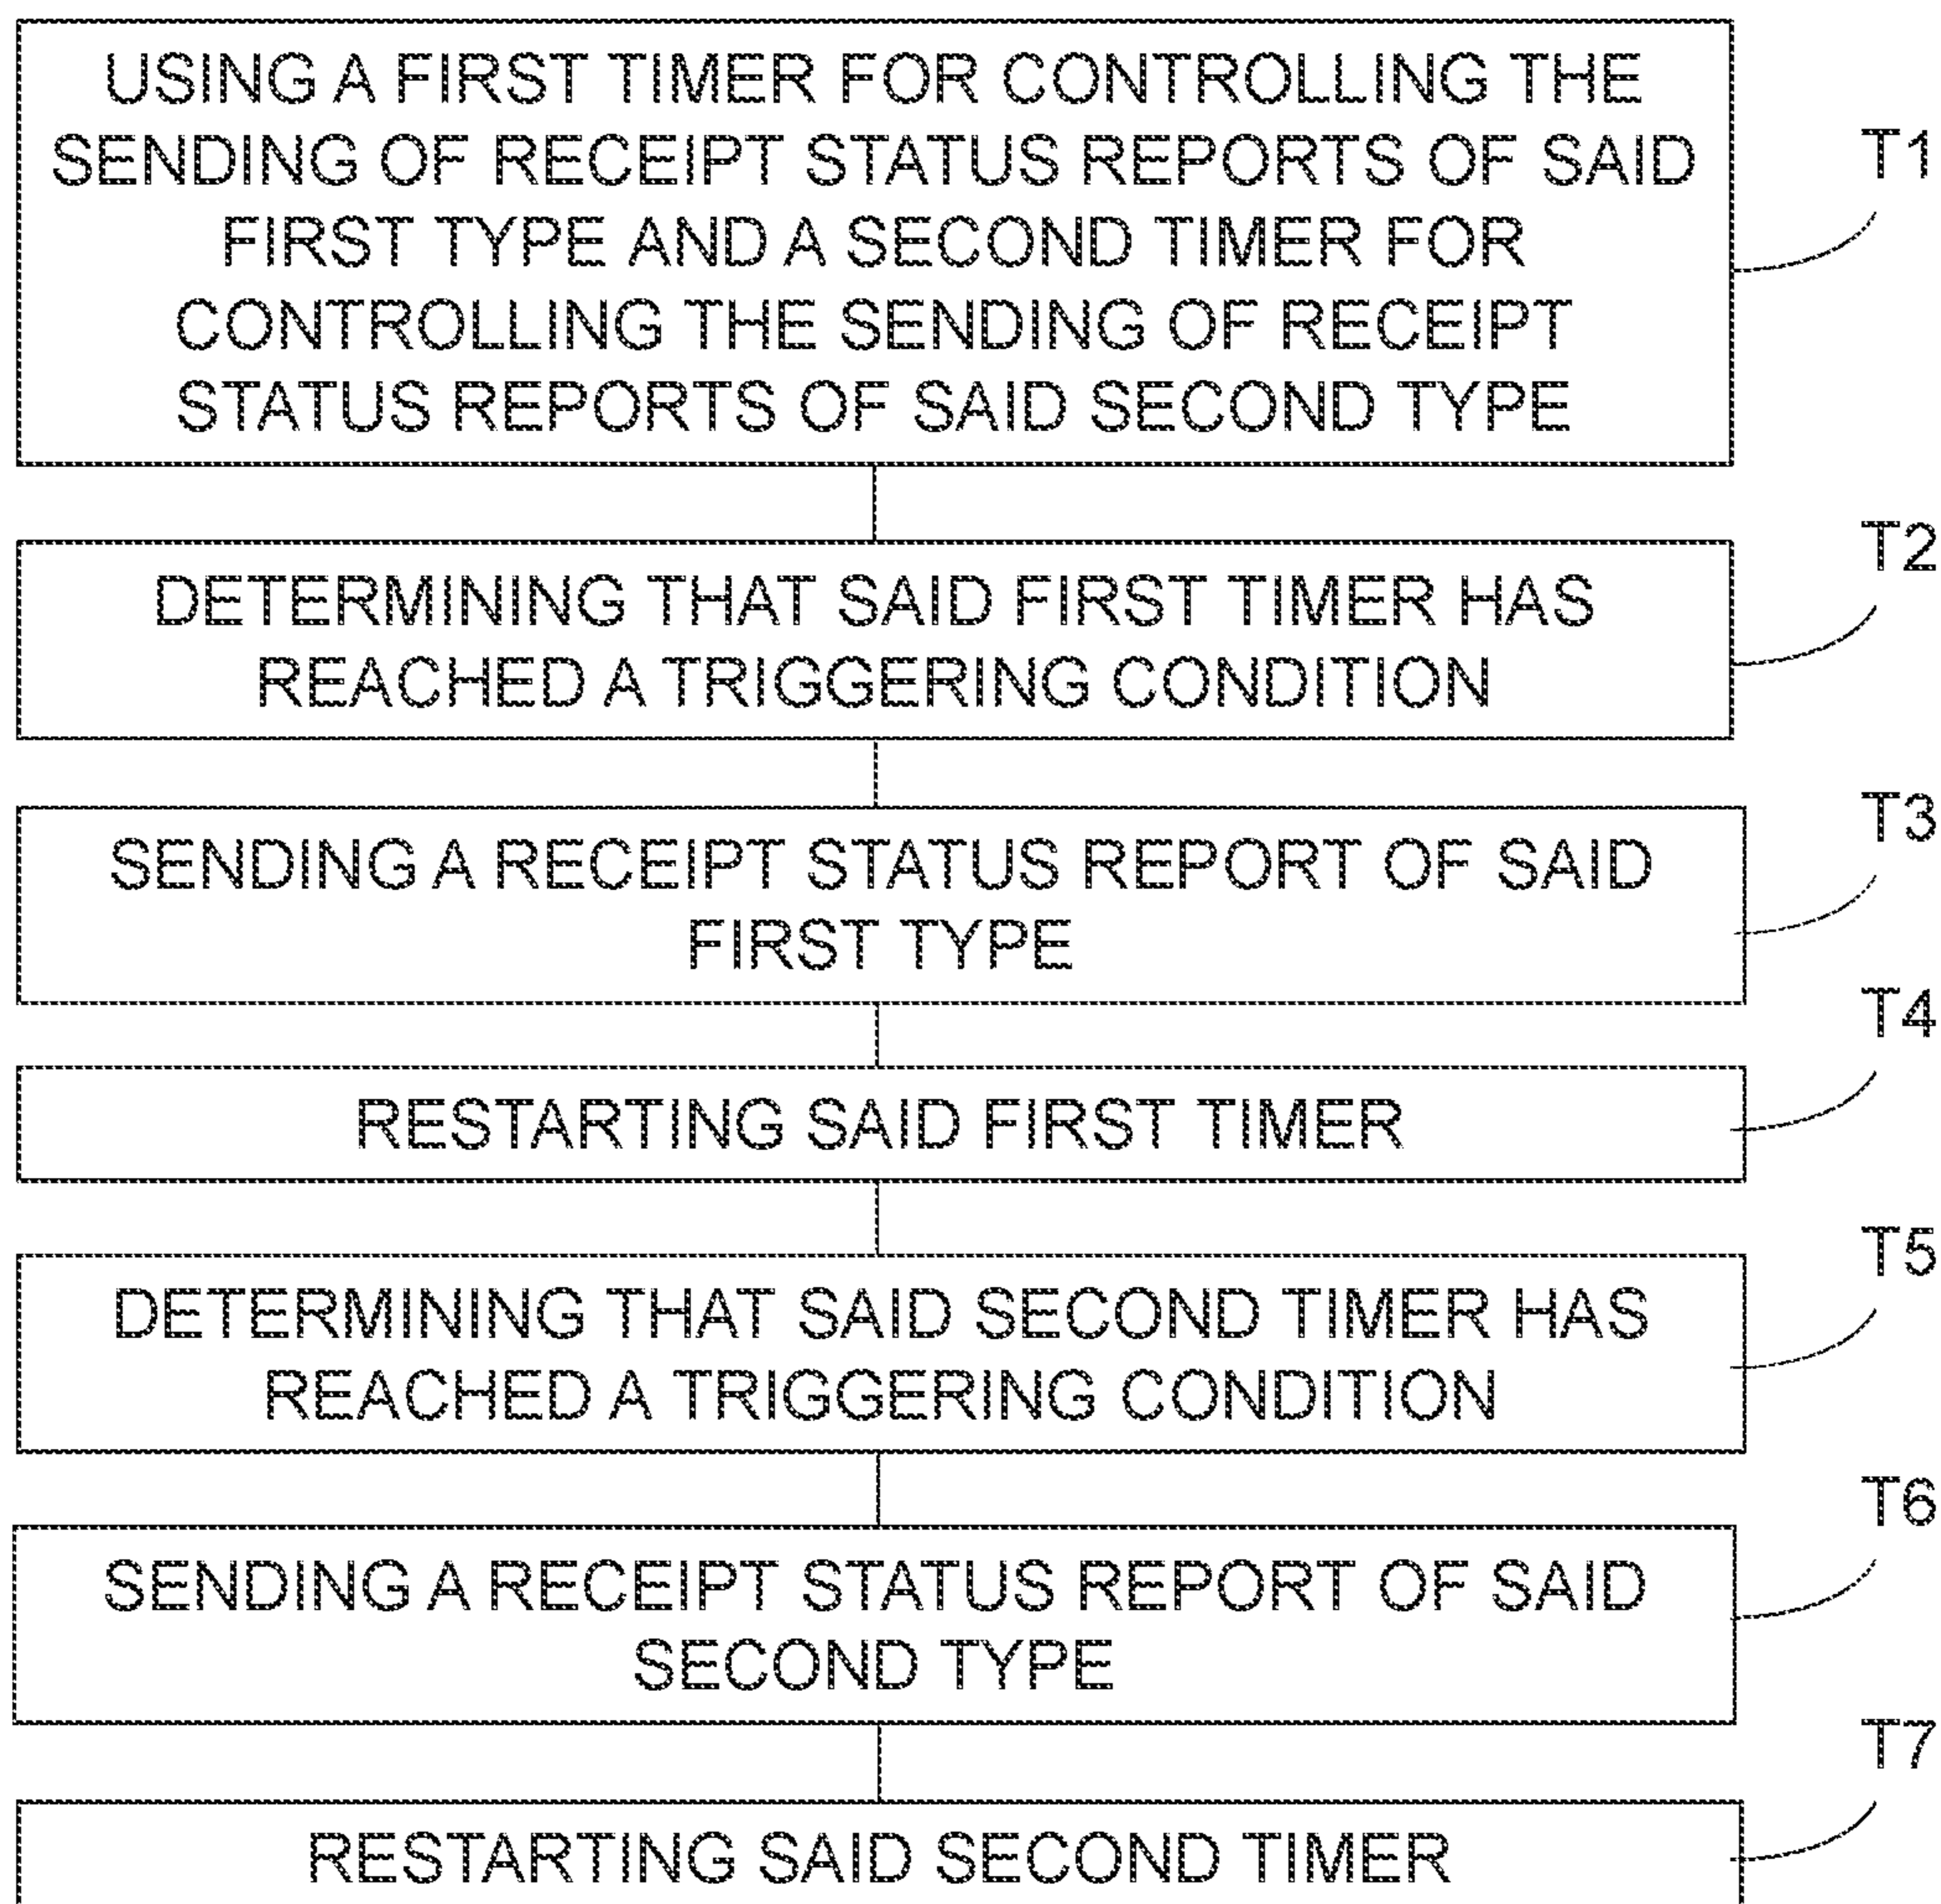 USING A FIRST TIMER FOR CONTROLLING THE
SENDING OF RECEIPT STATUS REPORTS OF SAID
FIRST TYPE AND A SECOND TIMER FOR
CONTROLLING THE SENDING OF RECEIPT
STATUS REPORTS OF SAID SECOND TYPE
T1
DETERMINING THAT SAID FIRST TIMER HAS
REACHED A TRIGGERING CONDITION
T2
SENDING A RECEIPT STATUS REPORT OF SAID
FIRST TYPE
T3
RESTARTING SAID FIRST TIMER
T4
DETERMINING THAT SAID SECOND TIMER HAS
REACHED A TRIGGERING CONDITION
T5
SENDING A RECEIPT STATUS REPORT OF SAID
SECOND TYPE
T6
RESTARTING SAID SECOND TIMER
T7